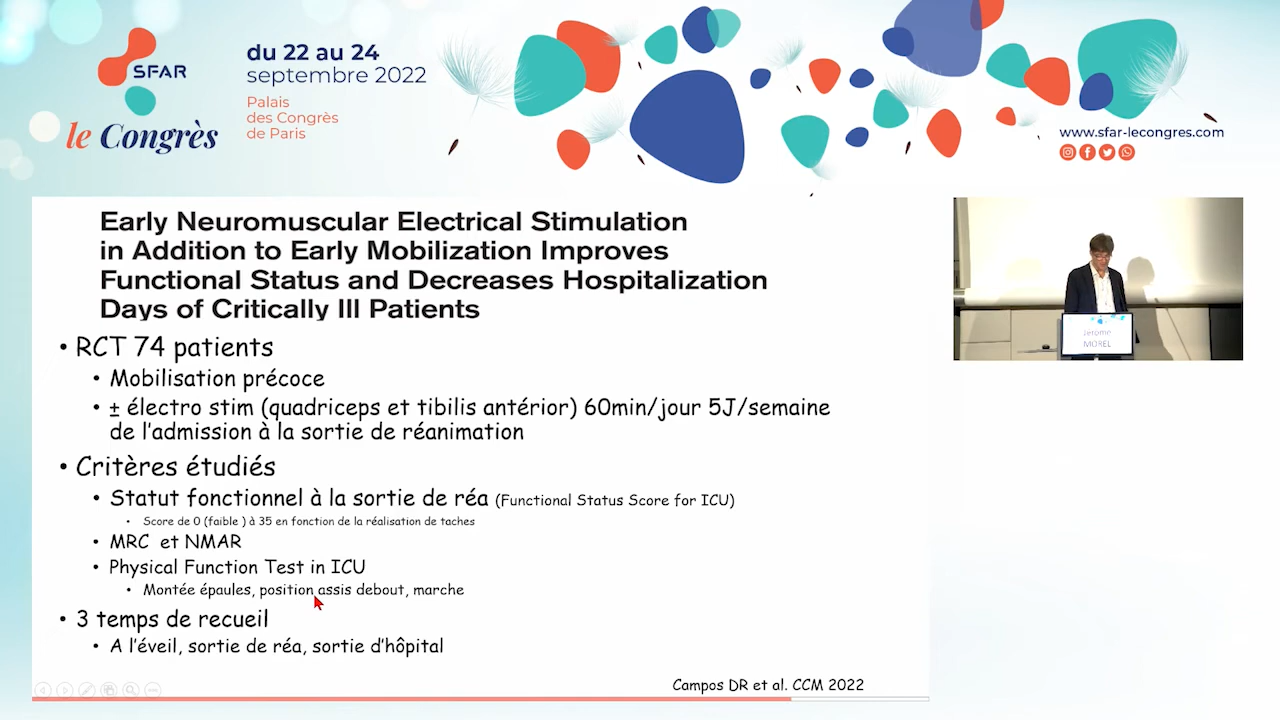 SFAR
le Congrès
du 22 au 24
septembre 2022
Palais
des Congrès
de Paris
www.sfar-lecongres.com
Early Neuromuscular Electrical Stimulation
in Addition to Early Mobilization Improves
Functional Status and Decreases Hospitalization
Days of Critically Ill Patients
• RCT 74 patients
• Mobilisation précoce
• ± électro stim (quadriceps et tibilis antérior) 60min/jour 5J/semaine
de l'admission à la sortie de réanimation
• Critères étudiés
• Statut fonctionnel à la sortie de réa (Functional Status Score for ICU)
• Score de 0 (faible ) à 35 en fonction de la réalisation de taches
• MRC et NMAR
• Physical Function Test in ICU
• Montée épaules, position assis debout, marche
• 3 temps de recueil
• A l'éveil, sortie de réa, sortie d'hôpital
Campos DR et al. CCM 2022
Jérôme
MOREL